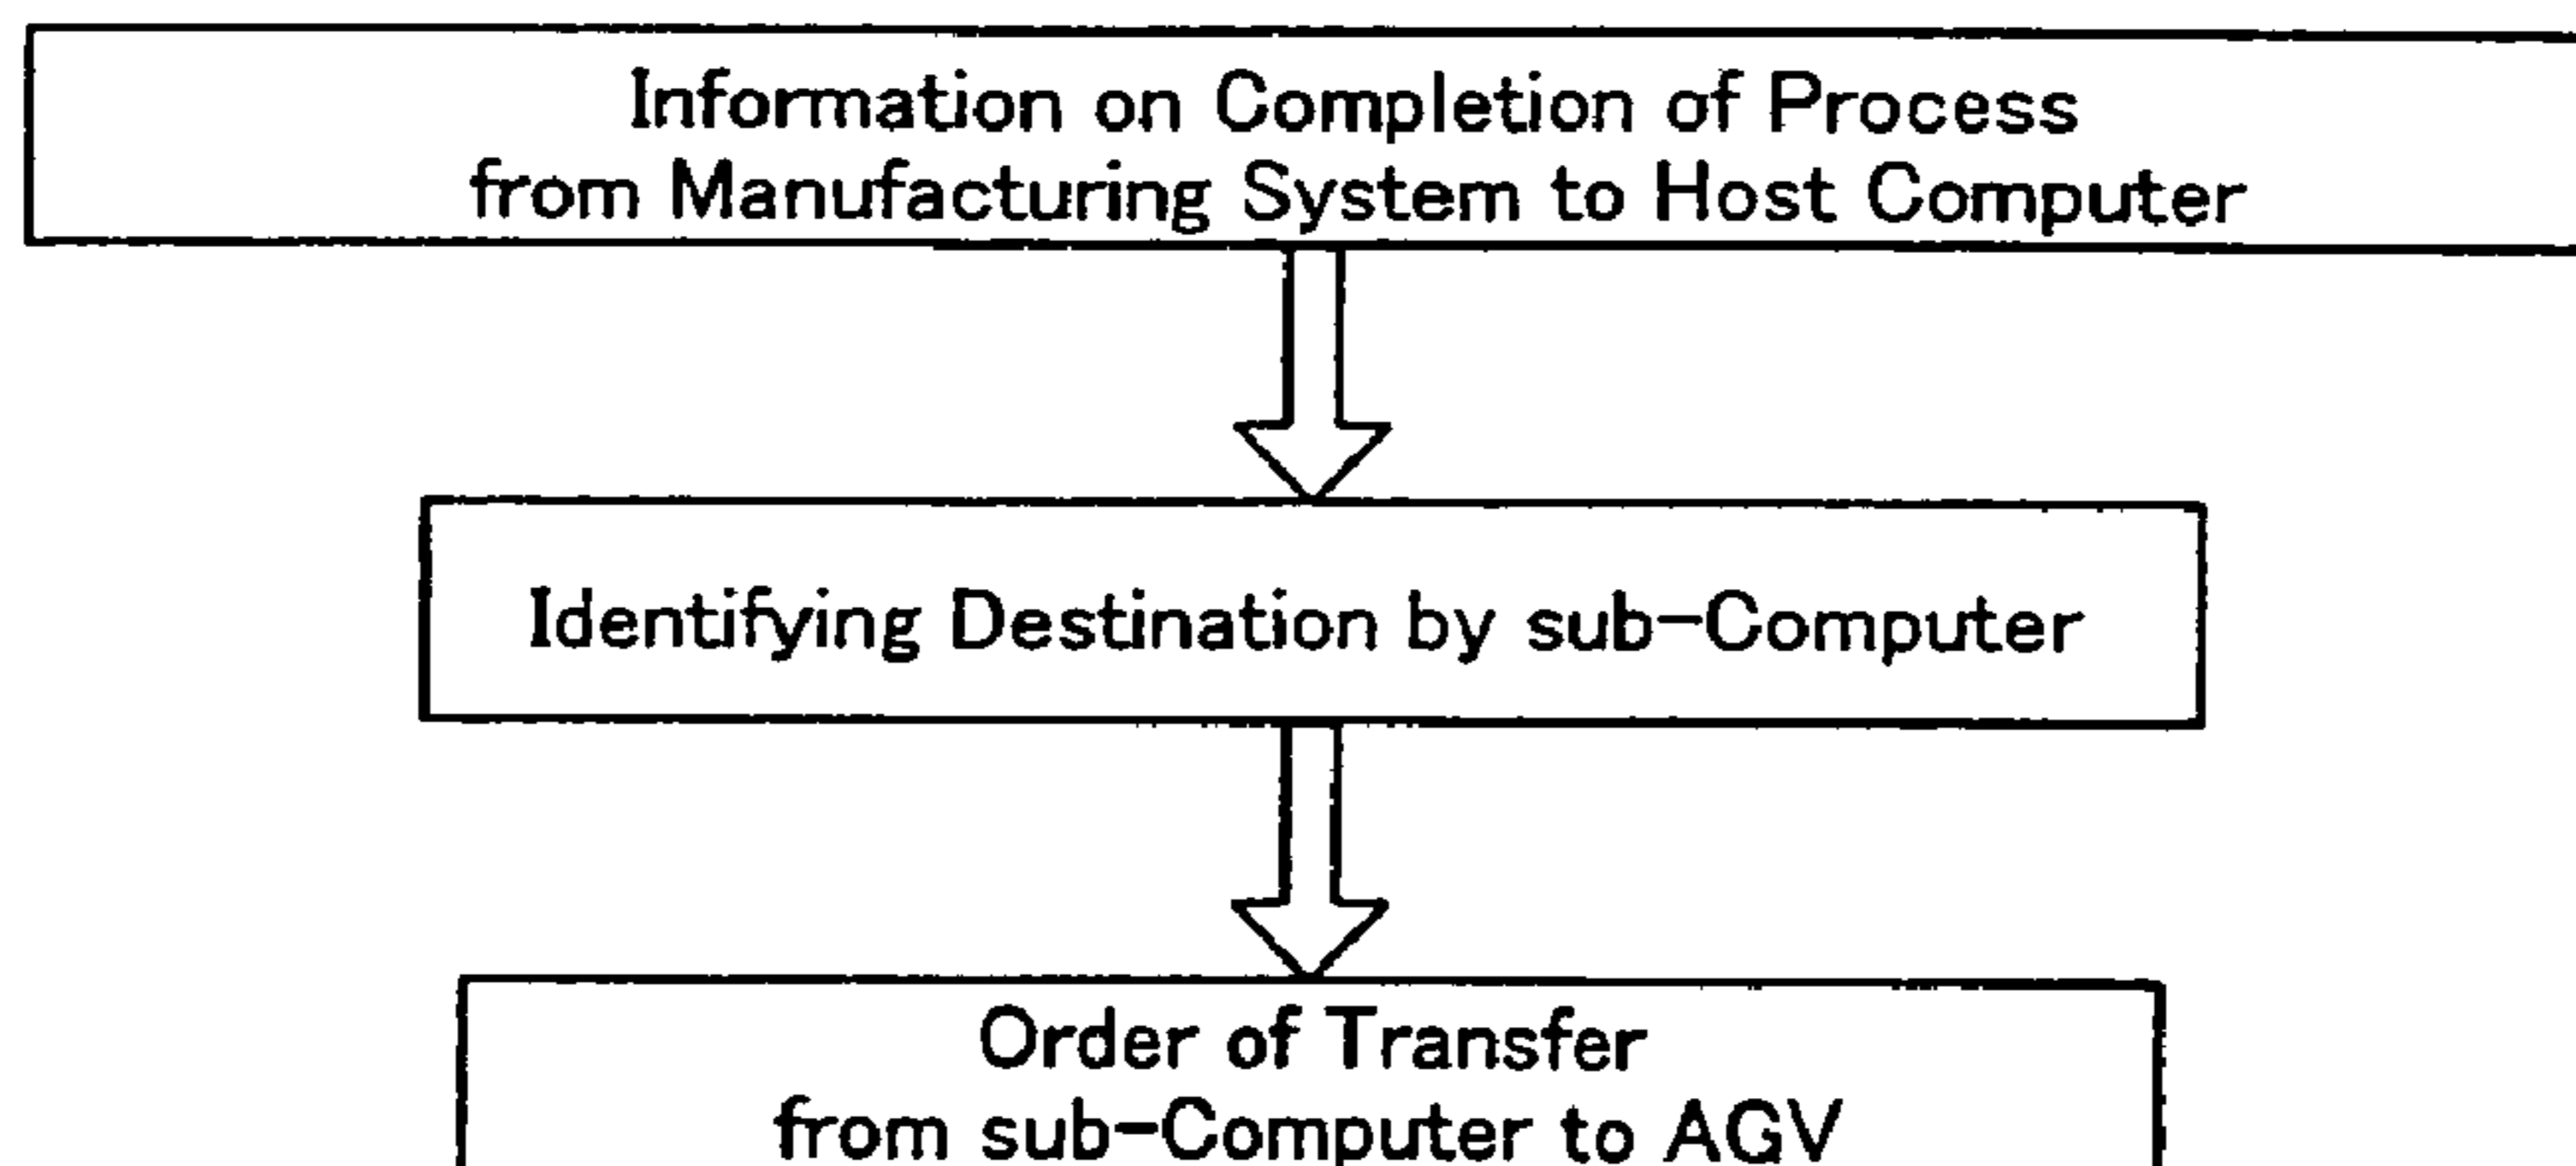 Information on Completion of Process
from Manufacturing System to Host Computer
Identifying Destination by sub-Computer
Order of Transfer
from sub-Computer to AGV